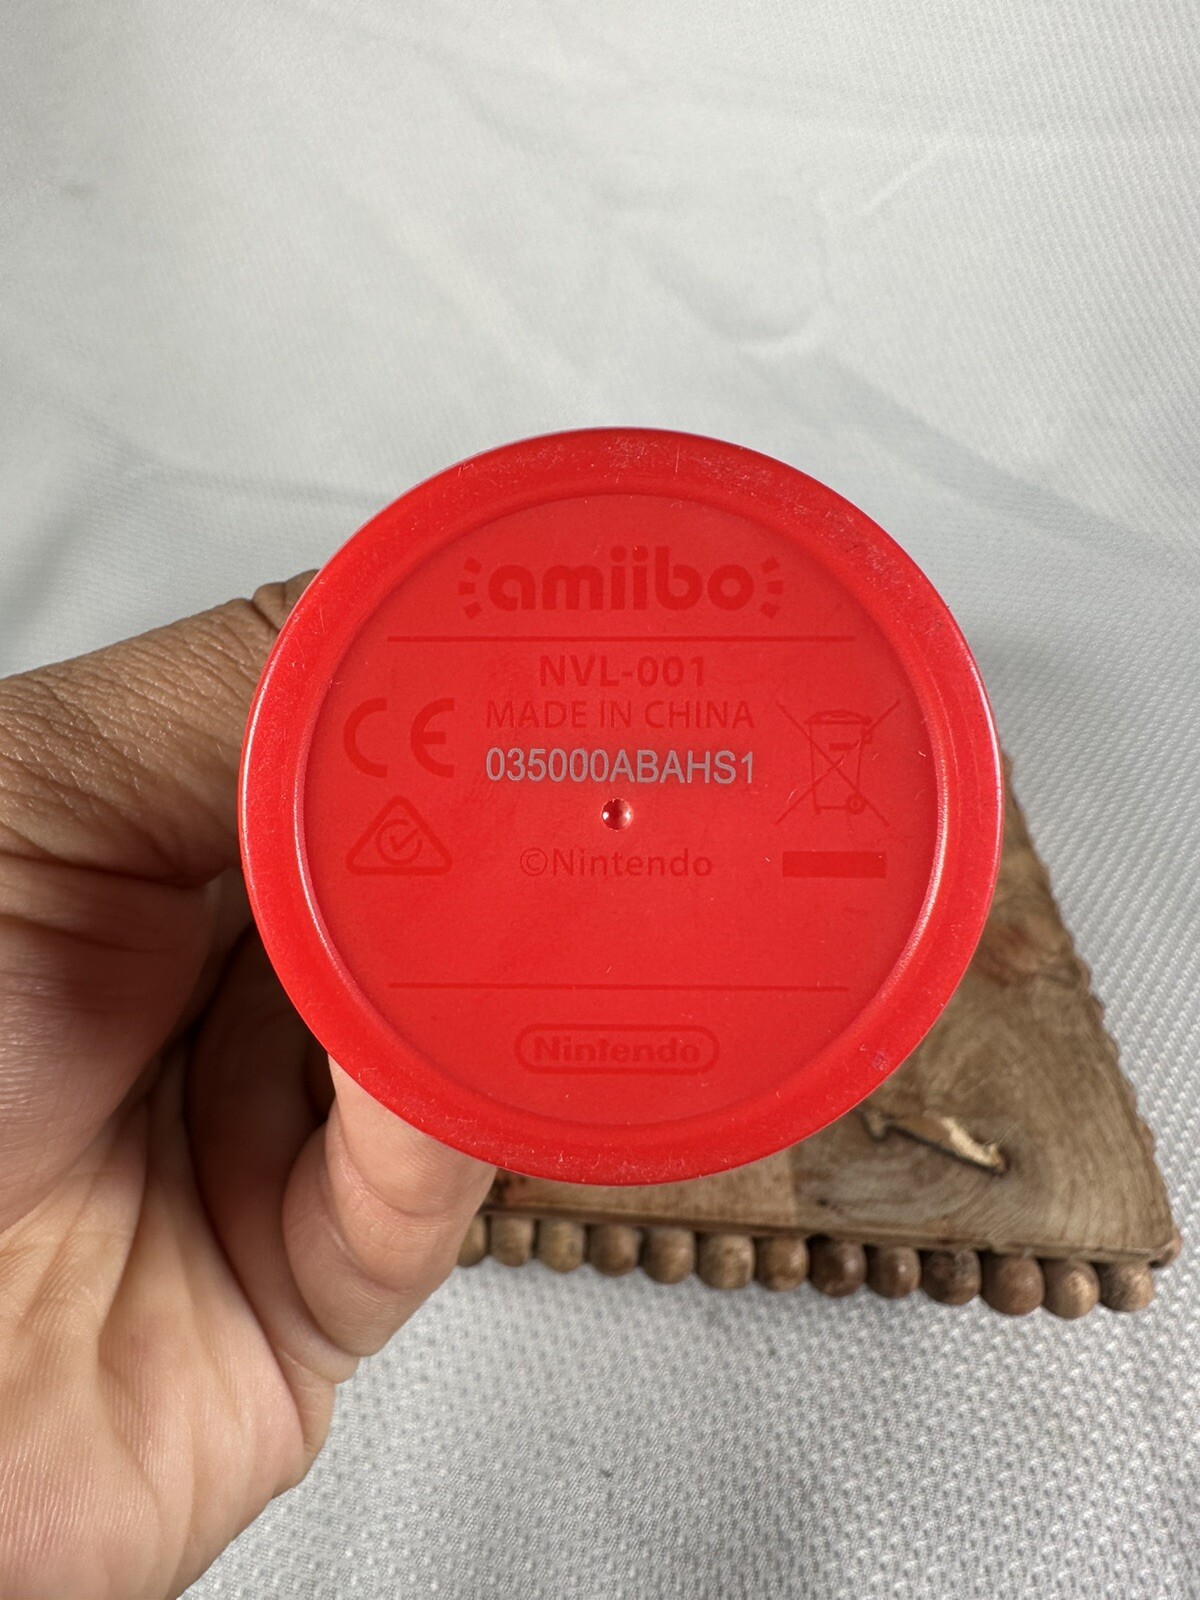 amiibo
NVL-001
MADE IN CHINA
CE
035000ABAHS1
©Nintendo
Nintendo